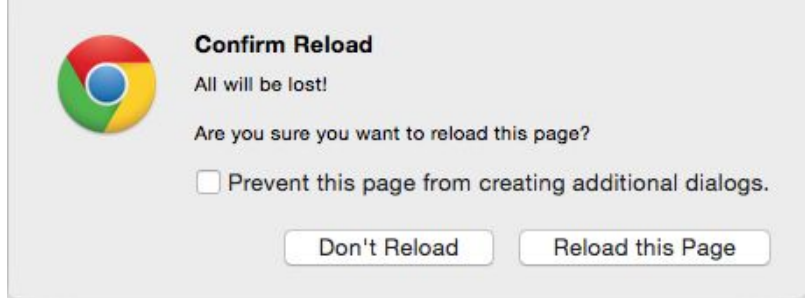 Confirm Reload
All will be lost!
Are you sure you want to reload this page?
Prevent this page from creating additional dialogs.
Don't Reload
Reload this Page